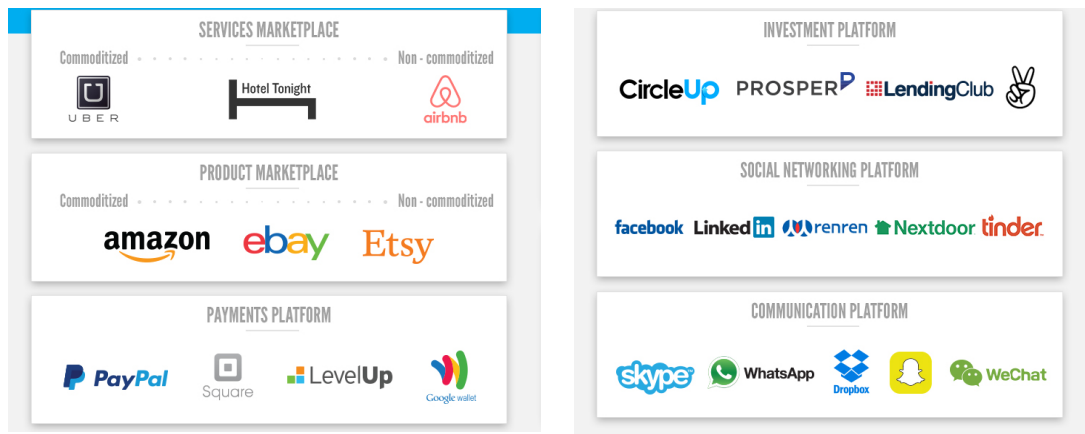 SERVICES MARKETPLACE
Commoditized Non - commoditized
UBER Hotel Tonight airbnb
PRODUCT MARKETPLACE
Commoditized Non - commoditized
amazon ebay Etsy
PAYMENTS PLATFORM
PayPal Square LevelUp Google wallet
INVESTMENT PLATFORM
CircleUp PROSPER LendingClub
SOCIAL NETWORKING PLATFORM
facebook Linked in renren Nextdoor tinder
COMMUNICATION PLATFORM
skype WhatsApp Dropbox WeChat